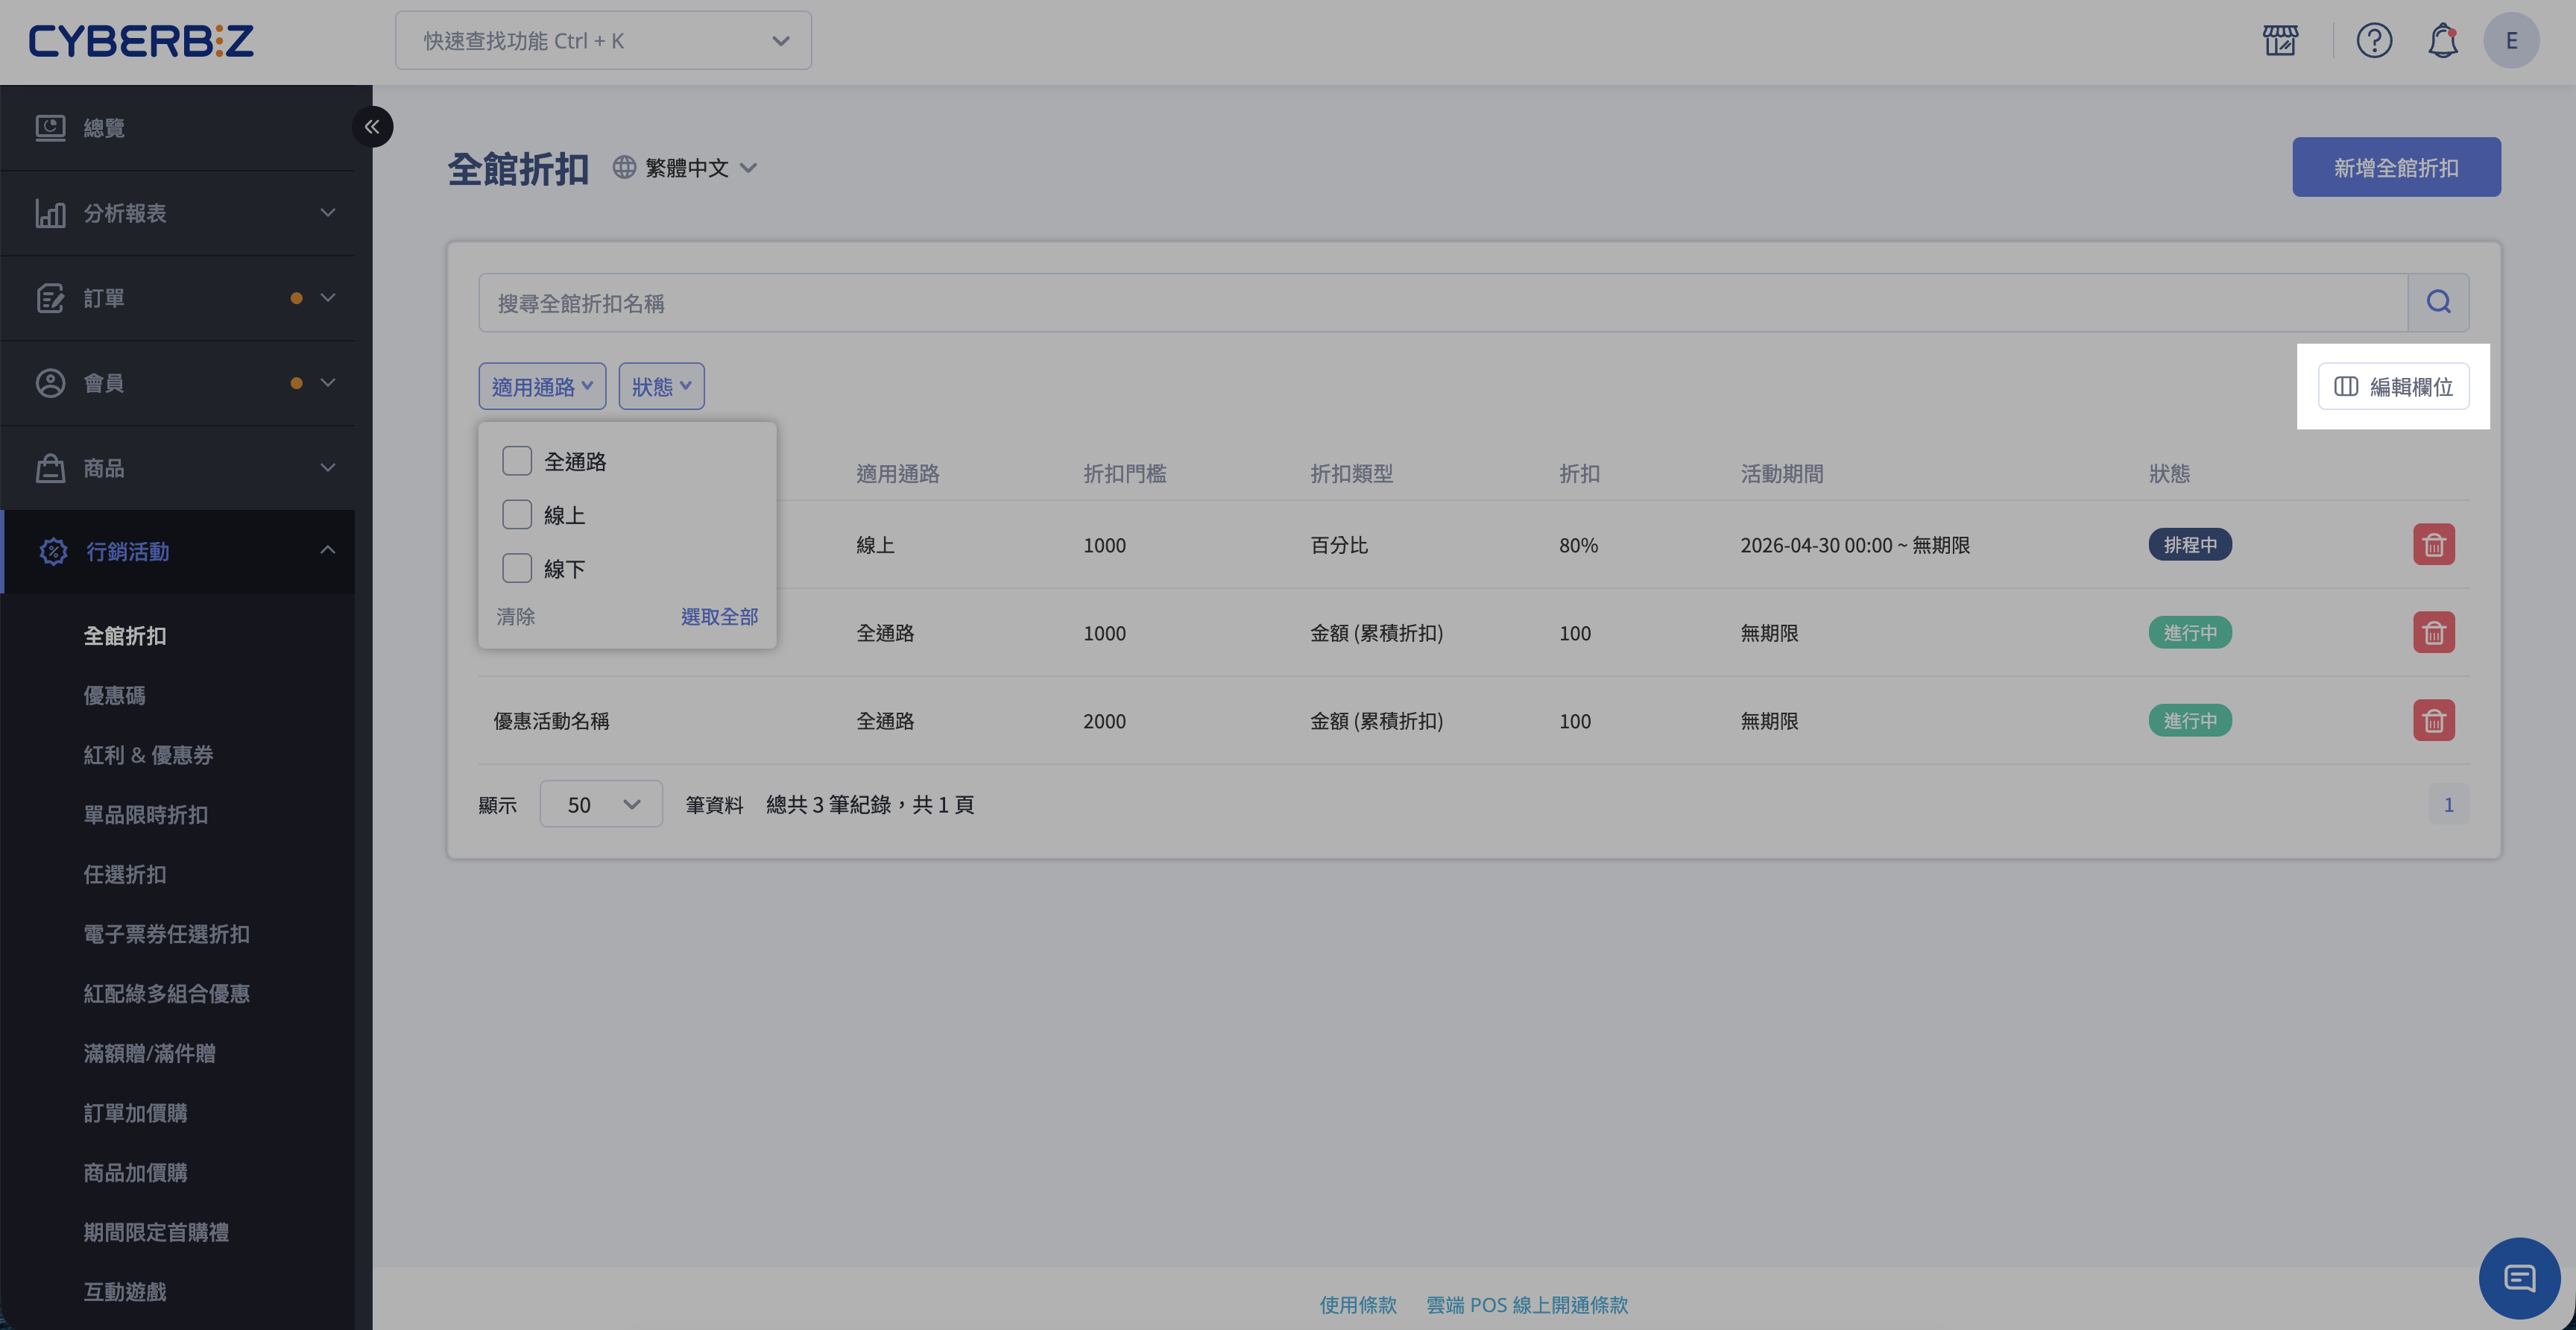 CYBERBIZ
快速查找功能 Ctrl + K
E
總覽
分析報表
訂單
會員
商品
行銷活動
全館折扣
優惠碼
紅利 & 優惠券
單品限時折扣
任選折扣
電子票券任選折扣
紅配綠多組合優惠
滿額贈/滿件贈
訂單加價購
商品加價購
期間限定首購禮
互動遊戲
全館折扣 繁體中文
新增全館折扣
搜尋全館折扣名稱
適用通路 狀態
編輯欄位
全通路
線上
線下
清除 選取全部
適用通路 折扣門檻 折扣類型 折扣 活動期間 狀態
線上 1000 百分比 80% 2026-04-30 00:00 ~ 無期限 排程中
全通路 1000 金額 (累積折扣) 100 無期限 進行中
優惠活動名稱 全通路 2000 金額 (累積折扣) 100 無期限 進行中
顯示 50 筆資料 總共 3 筆紀錄，共 1 頁
1
使用條款 雲端 POS 線上開通條款